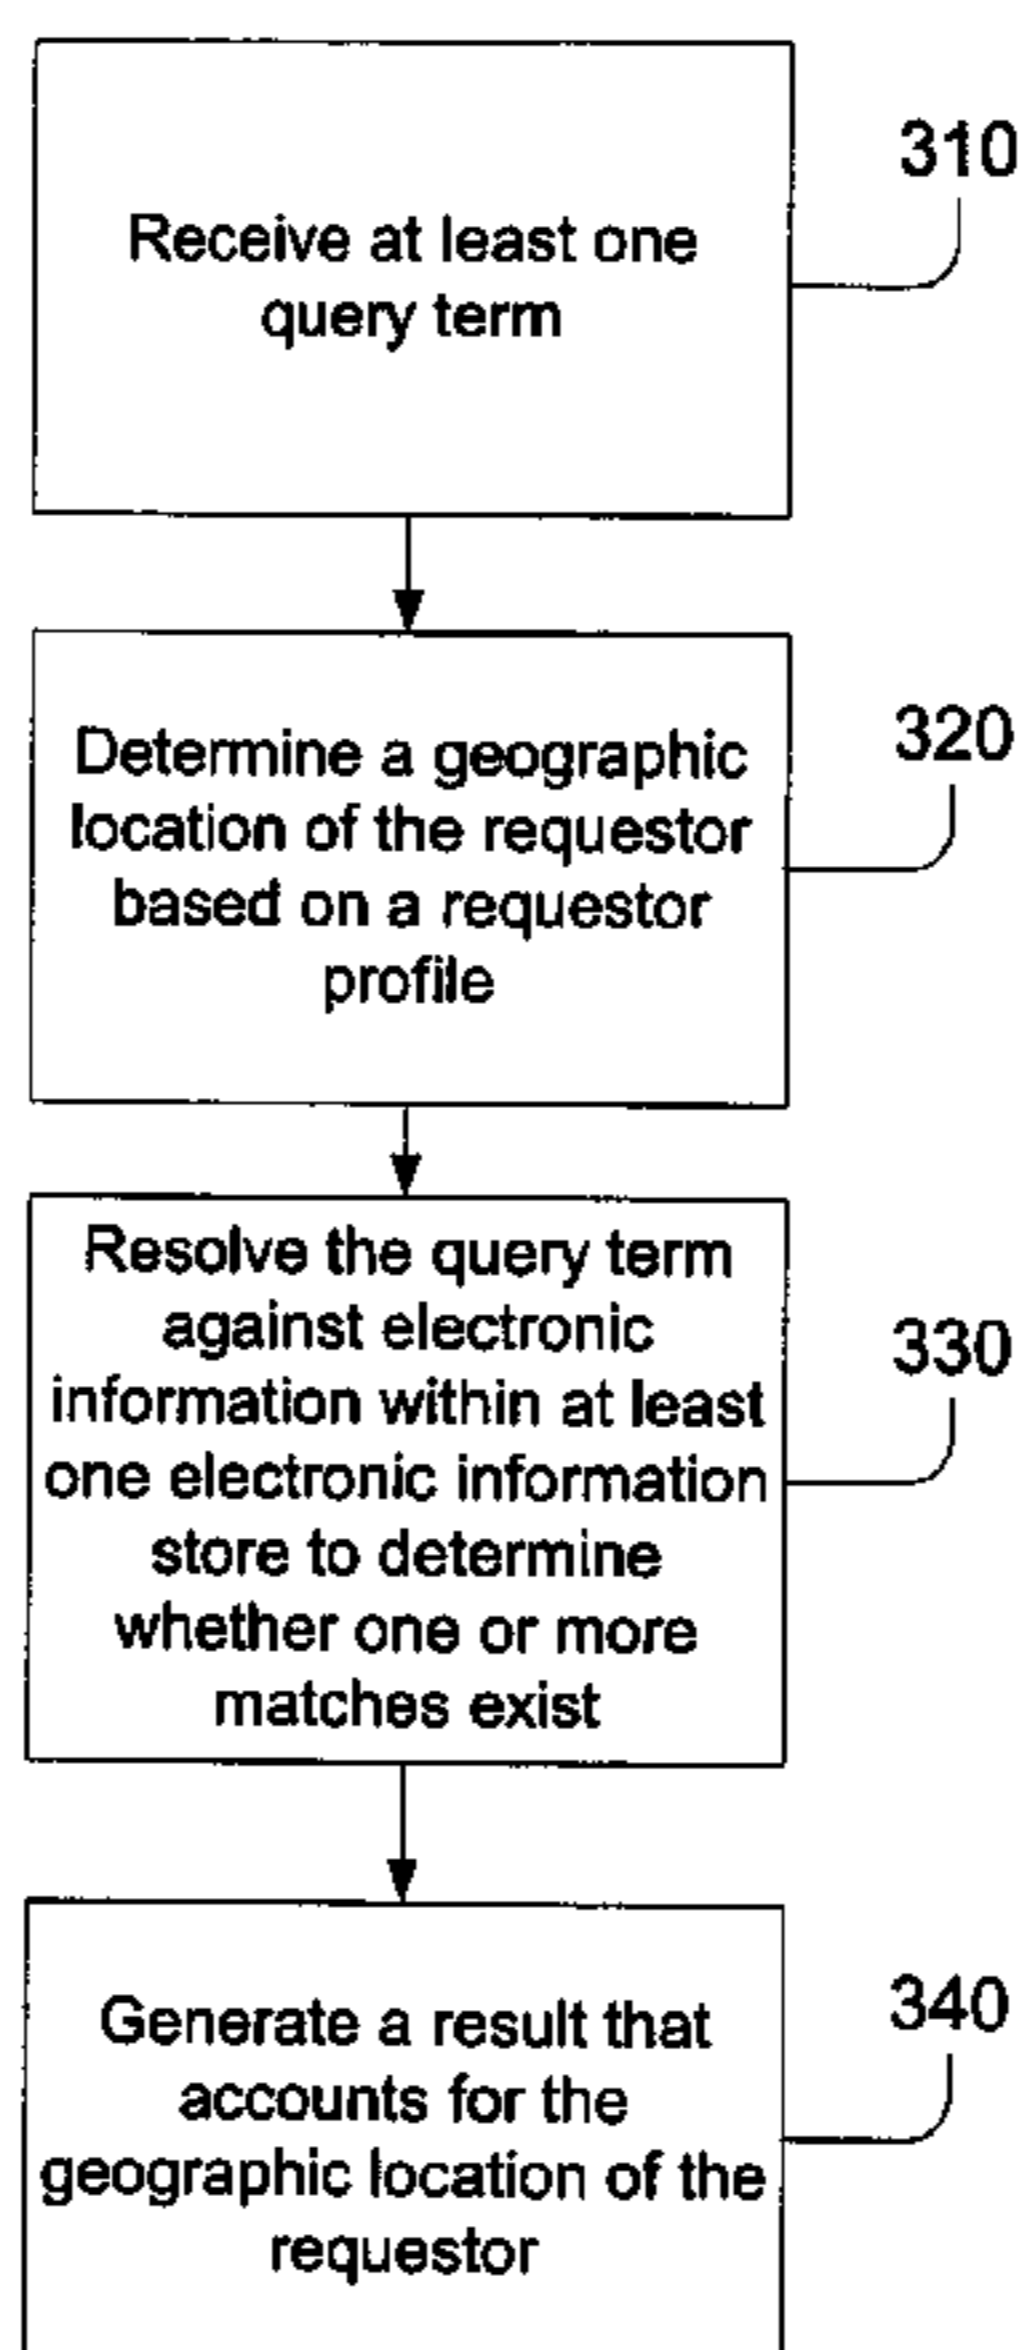 Receive at least one
query term
310
Determine a geographic
location of the requestor
based on a requestor
profile
320
Resolve the query term
against electronic
information within at least
one electronic information
store to determine
whether one or more
matches exist
330
Generate a result that
accounts for the
geographic location of the
requestor
340